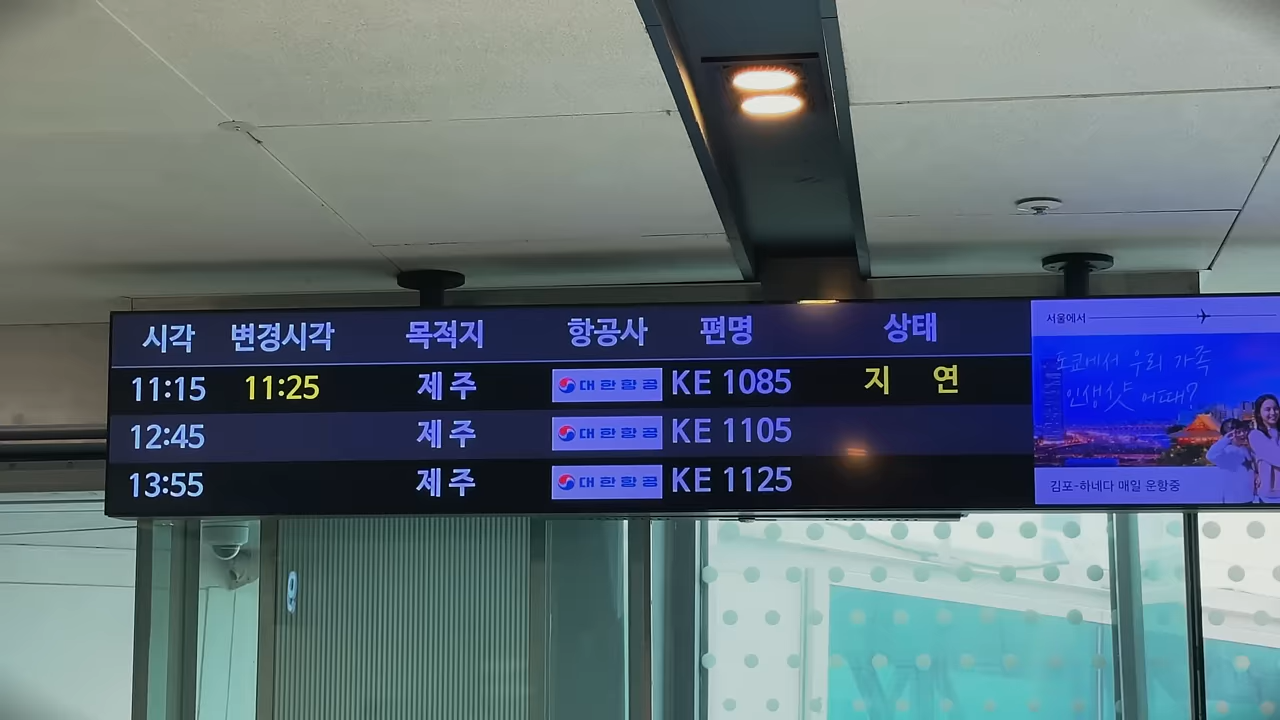 시각 변경시각 목적지 항공사 편명 상태
11:15 11:25 제주 대한항공 KE 1085 지 연
12:45 제주 대한항공 KE 1105
13:55 제주 대한항공 KE 1125
서울에서
도쿄에서 우리 가족
인생샷 어때?
김포-하네다 매일 운항중
9